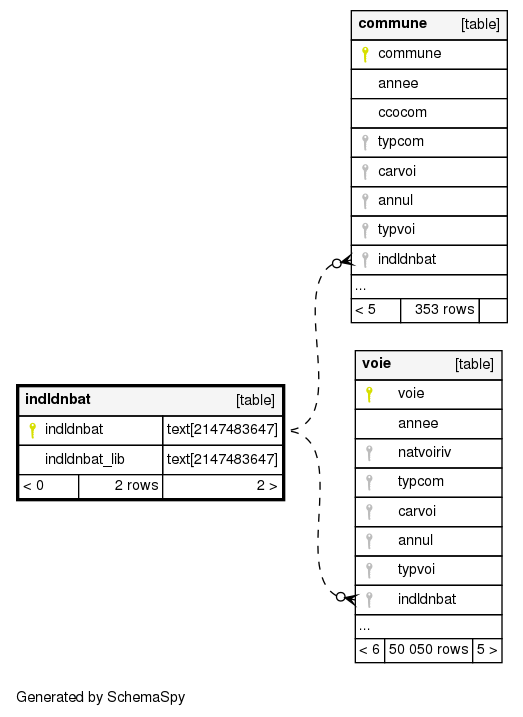 commune [table]
commune
annee
ccocom
typcom
carvoi
annul
typvoi
indldnbat
...
< 5 353 rows
voie [table]
voie
annee
natvoiriv
typcom
carvoi
annul
typvoi
indldnbat
...
< 6 50 050 rows 5 >
indldnbat [table]
indldnbat text[2147483647]
indldnbat_lib text[2147483647]
< 0 2 rows 2 >
Generated by SchemaSpy